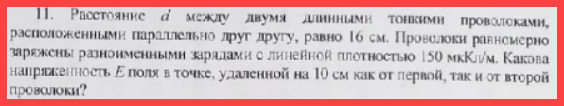 11. Расстояние d между двумя длинными тонкими проволоками,
расположенными параллельно друг другу, равно 16 см. Проволоки равномерно
заряжены разноименными зарядами с линейной плотностью 150 мкКл/м. Какова
напряженность E поля в точке, удаленной на 10 см как от первой, так и от второй
проволоки?